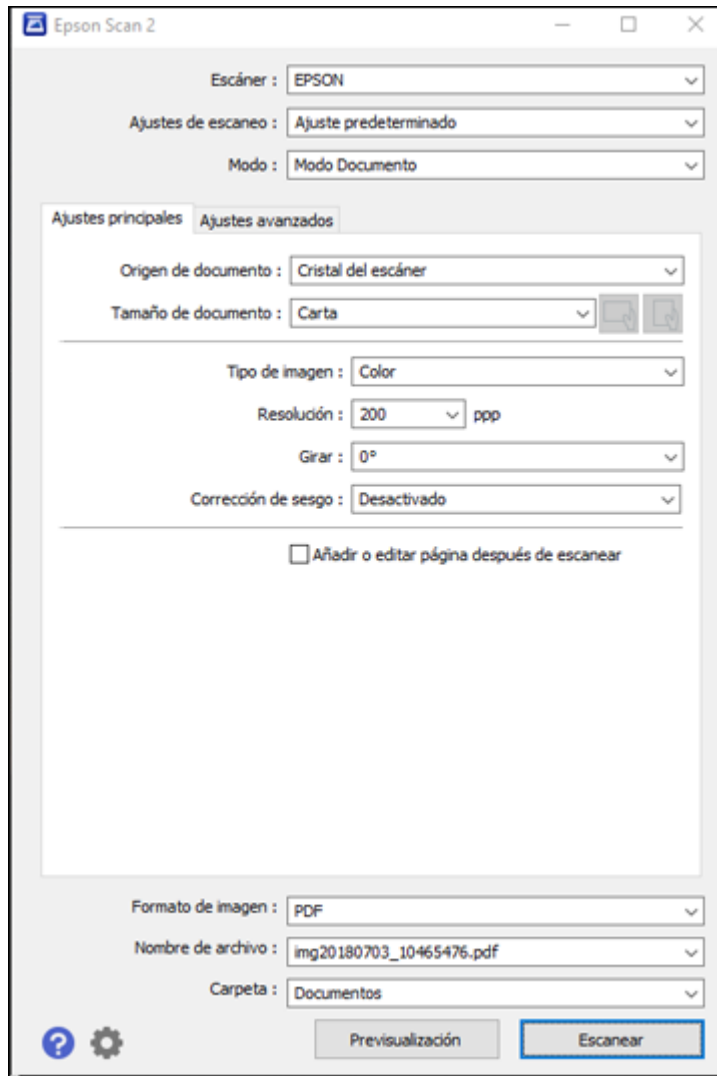 Epson Scan 2
Escáner : EPSON
Ajustes de escaneo : Ajuste predeterminado
Modo : Modo Documento
Ajustes principales Ajustes avanzados
Origen de documento : Cristal del escáner
Tamaño de documento : Carta
Tipo de imagen : Color
Resolución : 200 ppp
Girar : 0°
Corrección de sesgo : Desactivado
Añadir o editar página después de escanear
Formato de imagen : PDF
Nombre de archivo : img20180703_10465476.pdf
Carpeta : Documentos
? Previsualización Escanear